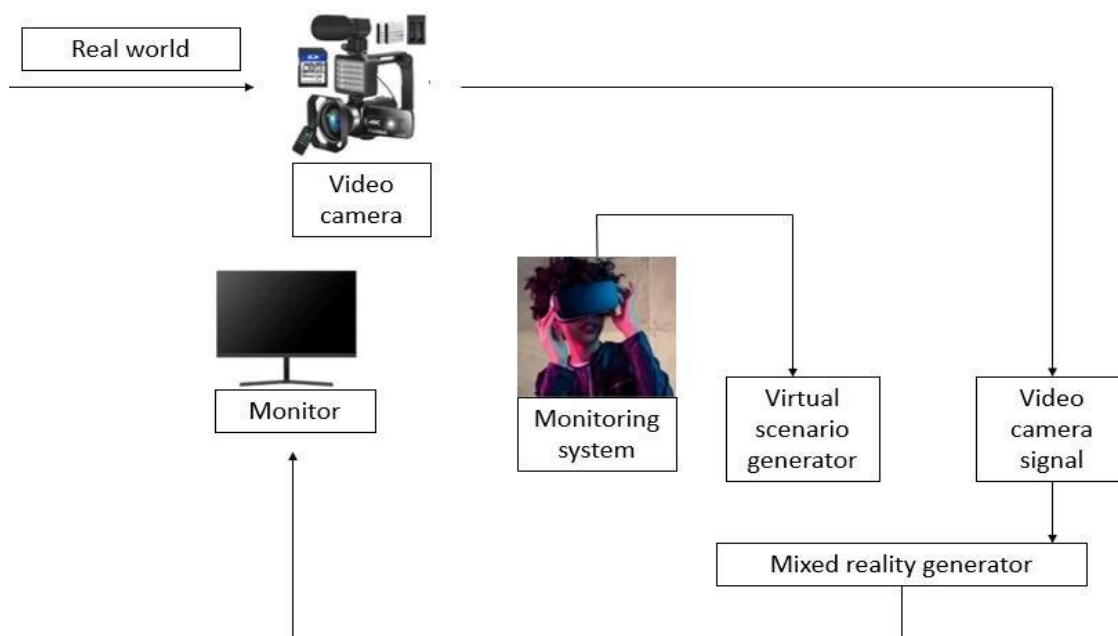 Real world
Video
camera
Monitor
Monitoring
system
Virtual
scenario
generator
Video
camera
signal
Mixed reality generator